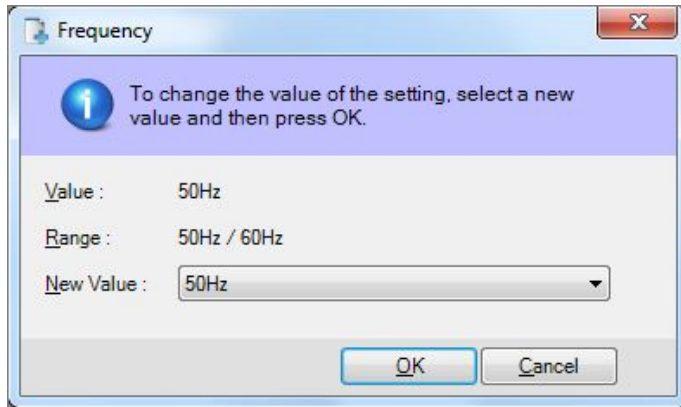 Frequency
To change the value of the setting, select a new
value and then press OK.
Value : 50Hz
Range : 50Hz / 60Hz
New Value : 50Hz
OK Cancel